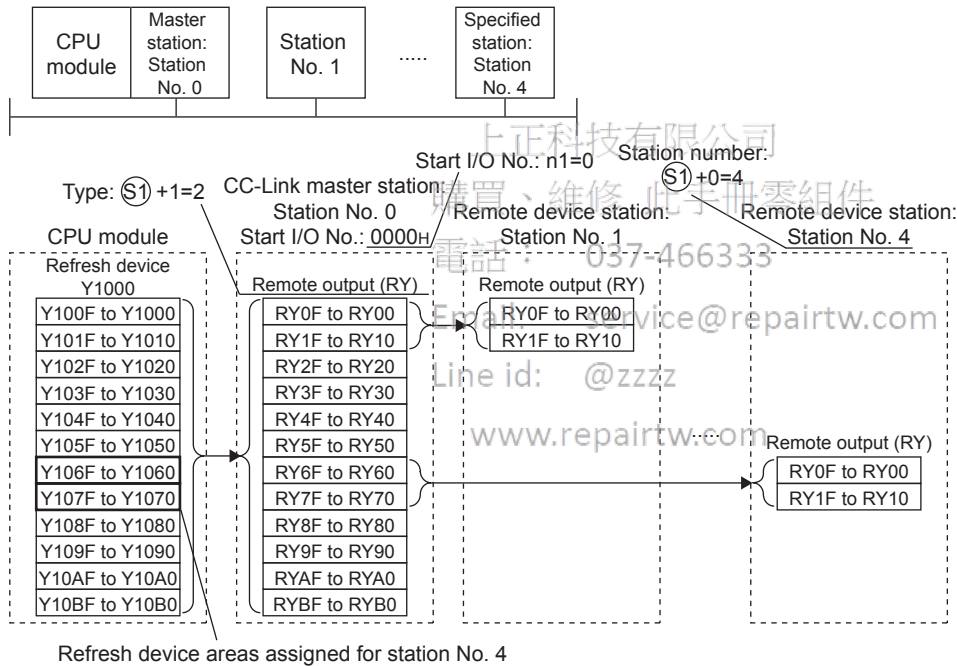 CPU
module
Master
station:
Station
No. 0
Station
No. 1
.....
Specified
station:
Station
No. 4
上正科技有限公司
購買、維修 此手冊零組件
電話： 037-466333
Email: service@repairtw.com
Line id: @zzzz
www.repairtw.com
Start I/O No.: n1=0
Station number:
S1 +0=4
Type: S1 +1=2
CC-Link master station:
Station No. 0
Start I/O No.: 0000H
Remote device station:
Station No. 1
Remote device station:
Station No. 4
CPU module
Refresh device
Y1000
Y100F to Y1000
Y101F to Y1010
Y102F to Y1020
Y103F to Y1030
Y104F to Y1040
Y105F to Y1050
Y106F to Y1060
Y107F to Y1070
Y108F to Y1080
Y109F to Y1090
Y10AF to Y10A0
Y10BF to Y10B0
Remote output (RY)
RY0F to RY00
RY1F to RY10
RY2F to RY20
RY3F to RY30
RY4F to RY40
RY5F to RY50
RY6F to RY60
RY7F to RY70
RY8F to RY80
RY9F to RY90
RYAF to RYA0
RYBF to RYB0
Remote output (RY)
RY0F to RY00
RY1F to RY10
.....
Remote output (RY)
RY0F to RY00
RY1F to RY10
Refresh device areas assigned for station No. 4